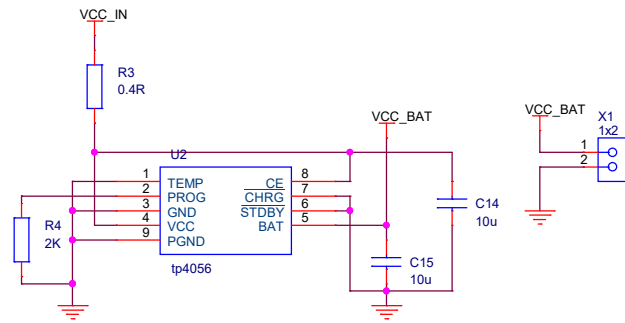 VCC_IN
R3
0.4R
VCC_BAT
VCC_BAT
X1
1x2
1
2
U2
1 TEMP
2 PROG
3 GND
4 VCC
9 PGND
CE 8
CHRG 7
STDBY 6
BAT 5
tp4056
R4
2K
C14
10u
C15
10u